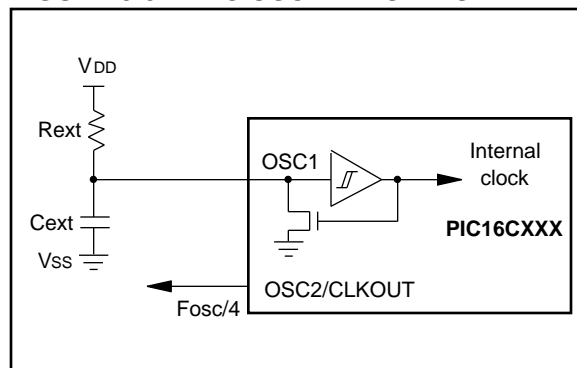 VDD
Rext
Cext
VSS
OSC1
Internal
clock
PIC16CXXX
OSC2/CLKOUT
Fosc/4